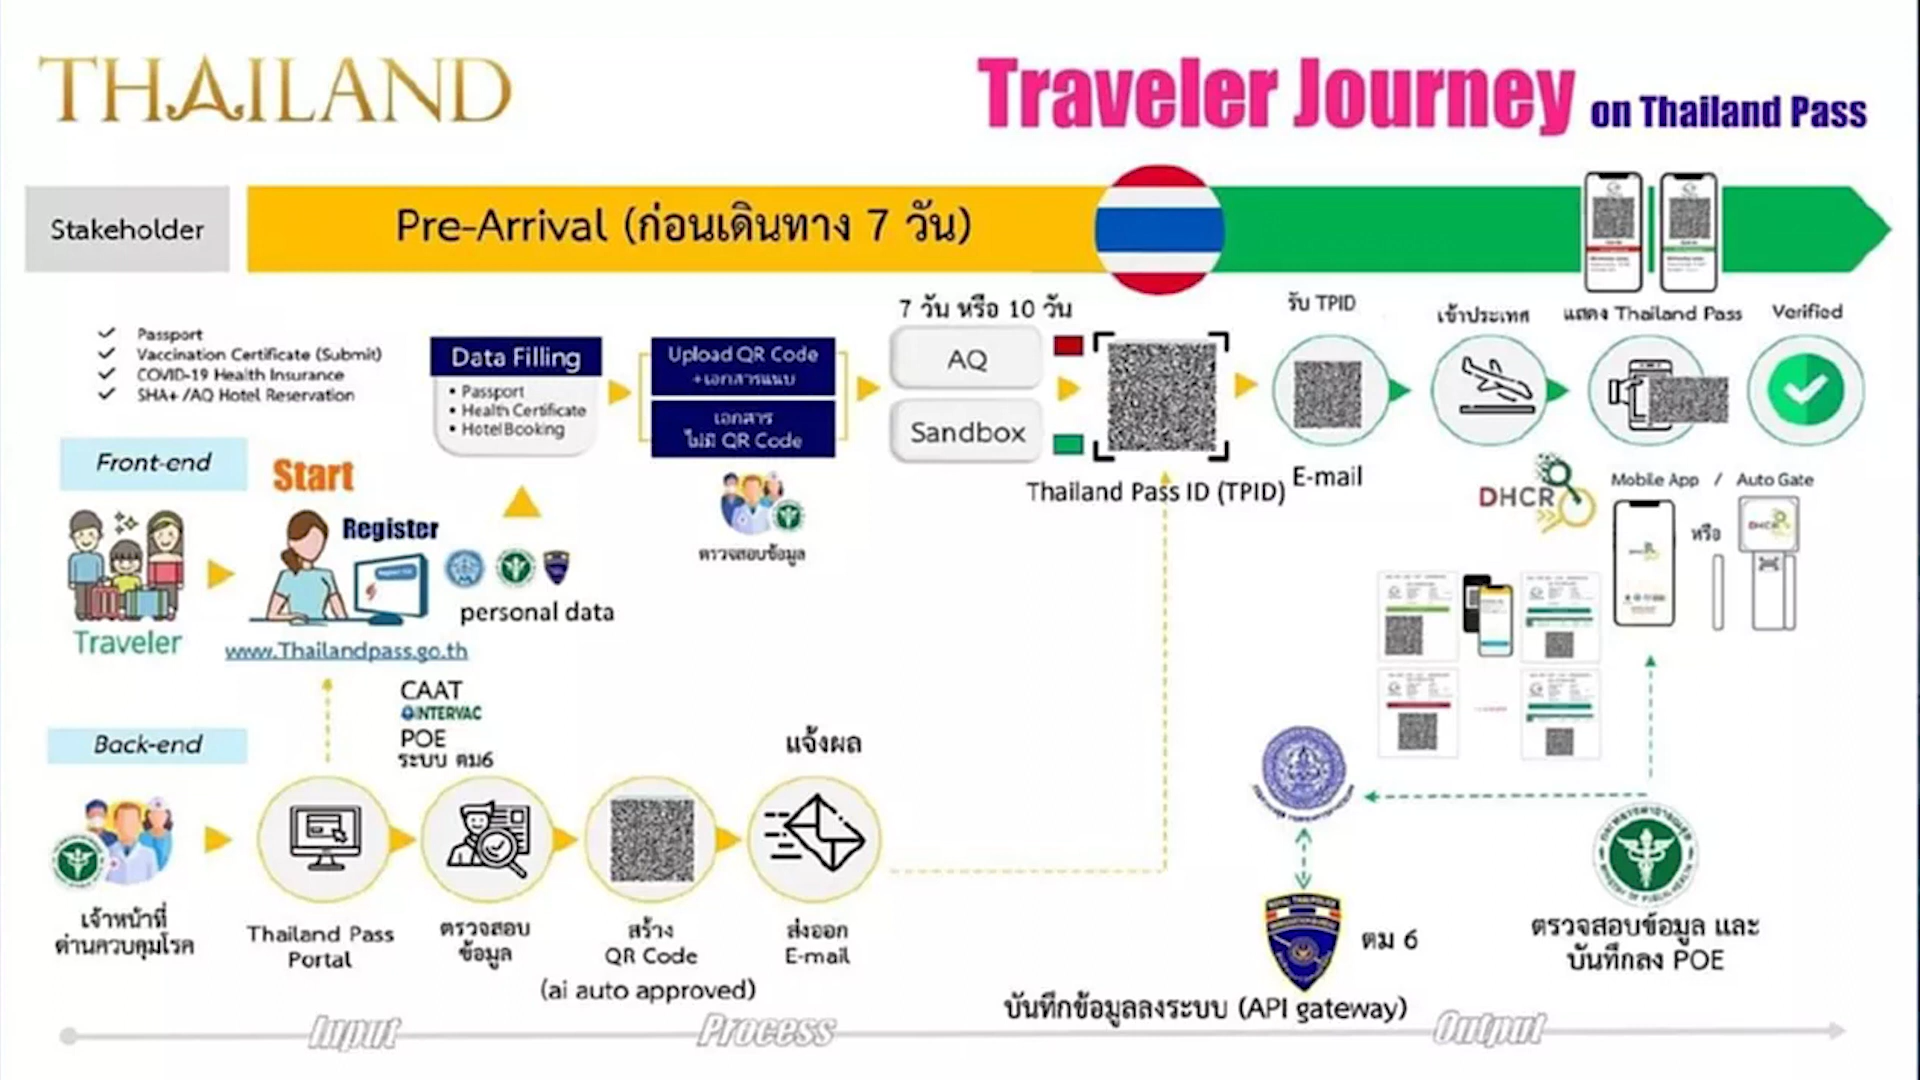 THAILAND
Traveler Journey on Thailand Pass
Stakeholder
Pre-Arrival (ก่อนเดินทาง 7 วัน)
Passport
Vaccination Certificate (Submit)
COVID-19 Health Insurance
SHA+ /AQ Hotel Reservation
Data Filling
• Passport
• Health Certificate
• Hotel Booking
Upload QR Code
+เอกสารแนบ
เอกสาร
ไม่มี QR Code
ตรวจสอบข้อมูล
7 วัน หรือ 10 วัน
AQ
Sandbox
Thailand Pass ID (TPID)
รับ TPID
E-mail
เข้าประเทศ
แสดง Thailand Pass
Verified
Front-end
Start
Register
Traveler
www.Thailandpass.go.th
personal data
DHCR
Mobile App / Auto Gate
หรือ
DHCR
CAAT
INTERVAC
POE
ระบบ ตม6
Back-end
แจ้งผล
เจ้าหน้าที่
ด่านควบคุมโรค
Thailand Pass
Portal
ตรวจสอบ
ข้อมูล
สร้าง
QR Code
(ai auto approved)
ส่งออก
E-mail
ตม 6
บันทึกข้อมูลลงระบบ (API gateway)
ตรวจสอบข้อมูล และ
บันทึกลง POE
Input
Process
Output